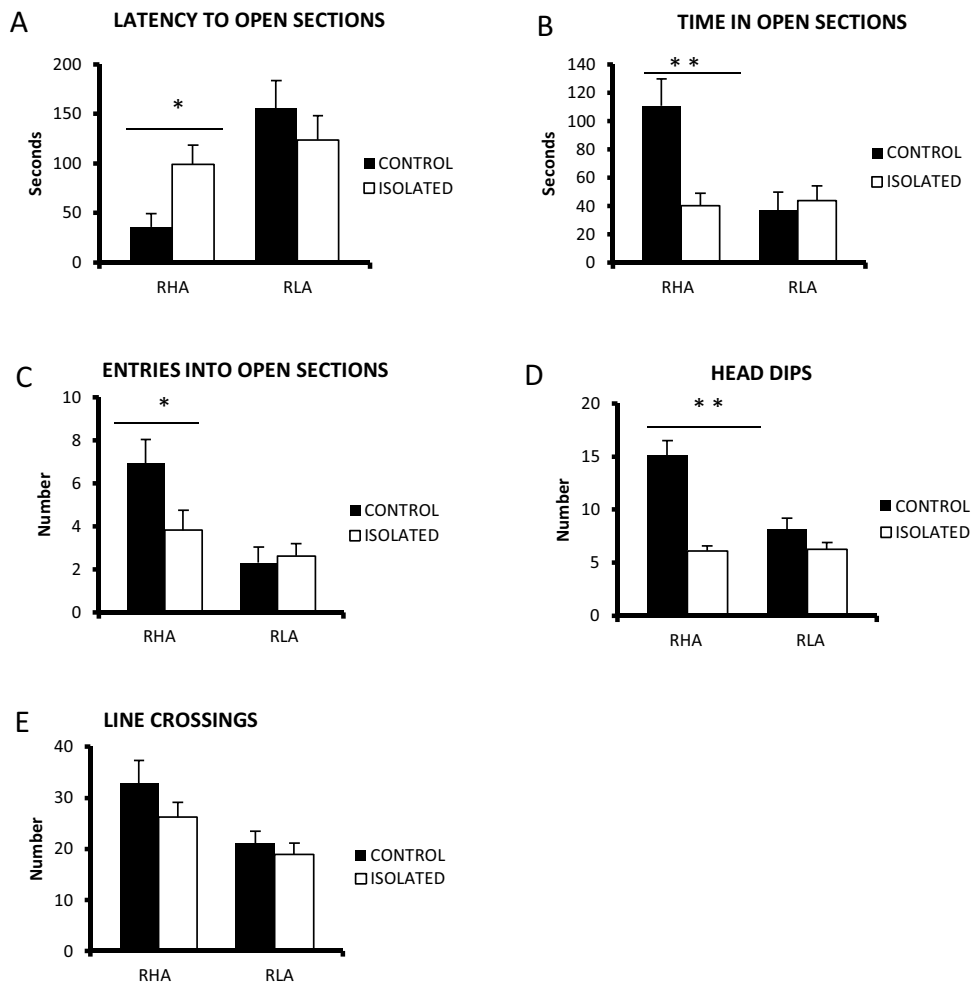 A
LATENCY TO OPEN SECTIONS
200
150
100
50
0
Seconds
*
RHA
RLA
CONTROL
ISOLATED
B
TIME IN OPEN SECTIONS
140
120
100
80
60
40
20
0
Seconds
* *
RHA
RLA
CONTROL
ISOLATED
C
ENTRIES INTO OPEN SECTIONS
10
8
6
4
2
0
Number
*
RHA
RLA
CONTROL
ISOLATED
D
HEAD DIPS
20
15
10
5
0
Number
* *
RHA
RLA
CONTROL
ISOLATED
E
LINE CROSSINGS
40
30
20
10
0
Number
RHA
RLA
CONTROL
ISOLATED